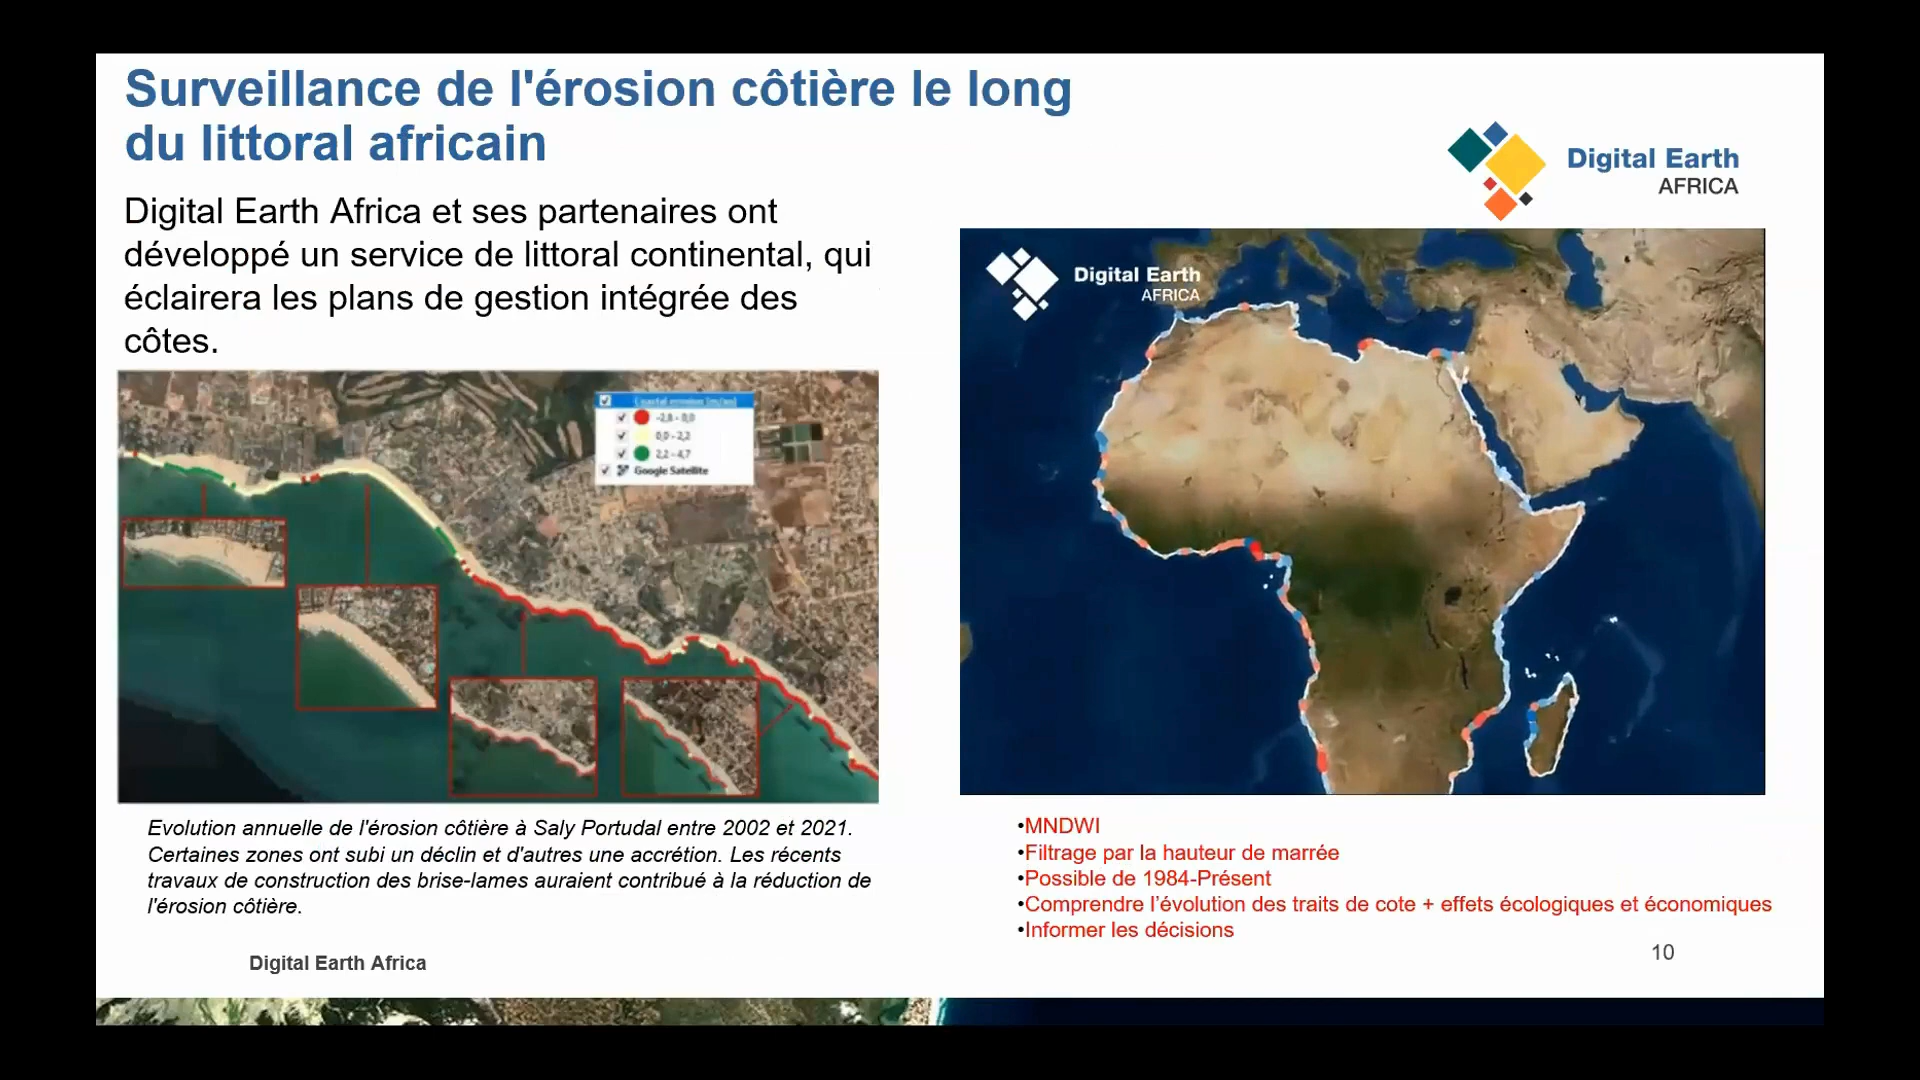 Surveillance de l'érosion côtière le long
du littoral africain
Digital Earth
AFRICA
Digital Earth Africa et ses partenaires ont
développé un service de littoral continental, qui
éclairera les plans de gestion intégrée des
côtes.
Coastal erosion [m/an]
-2,8 - 0,0
0,0 - 2,2
2,2 - 4,7
Google Satellite
Evolution annuelle de l'érosion côtière à Saly Portudal entre 2002 et 2021.
Certaines zones ont subi un déclin et d'autres une accrétion. Les récents
travaux de construction des brise-lames auraient contribué à la réduction de
l'érosion côtière.
Digital Earth
AFRICA
•MNDWI
•Filtrage par la hauteur de marrée
•Possible de 1984-Présent
•Comprendre l’évolution des traits de cote + effets écologiques et économiques
•Informer les décisions
Digital Earth Africa
10